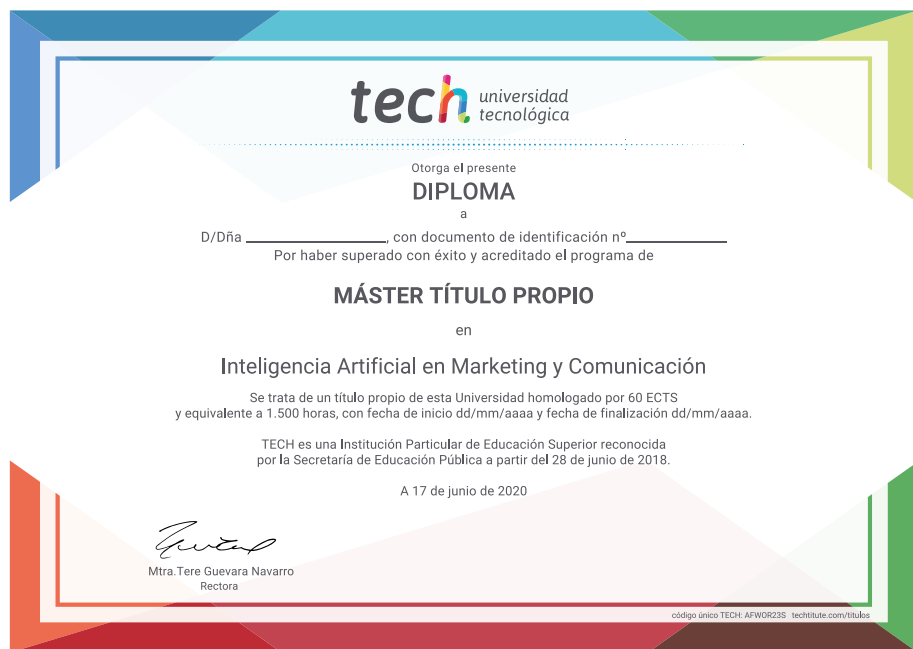 tech universidad
tecnológica
Otorga el presente
DIPLOMA
a
D/Dña ____________, con documento de identificación nº____________
Por haber superado con éxito y acreditado el programa de
MÁSTER TÍTULO PROPIO
en
Inteligencia Artificial en Marketing y Comunicación
Se trata de un título propio de esta Universidad homologado por 60 ECTS
y equivalente a 1.500 horas, con fecha de inicio dd/mm/aaaa y fecha de finalización dd/mm/aaaa.
TECH es una Institución Particular de Educación Superior reconocida
por la Secretaría de Educación Pública a partir del 28 de junio de 2018.
A 17 de junio de 2020
Mtra.Tere Guevara Navarro
Rectora
código único TECH: AFWOR23S techtitute.com/titulos